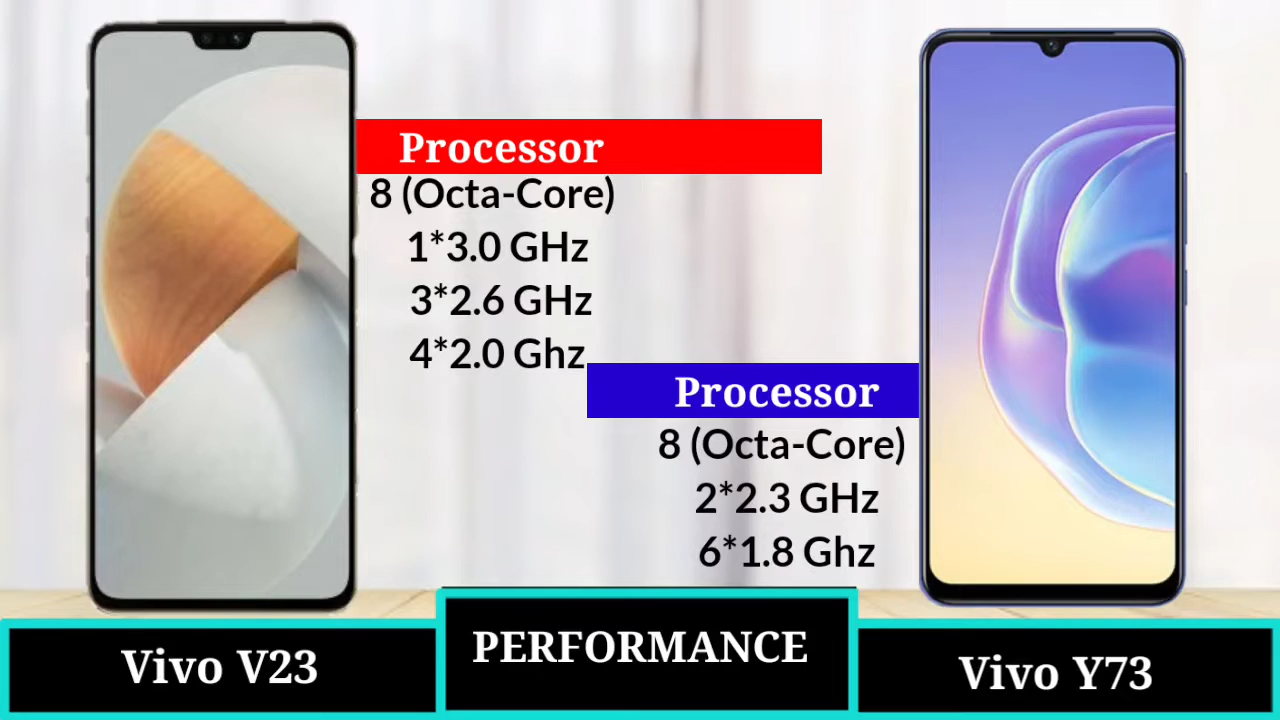 Processor
8 (Octa-Core)
1*3.0 GHz
3*2.6 GHz
4*2.0 Ghz
Processor
8 (Octa-Core)
2*2.3 GHz
6*1.8 Ghz
Vivo V23
PERFORMANCE
Vivo Y73